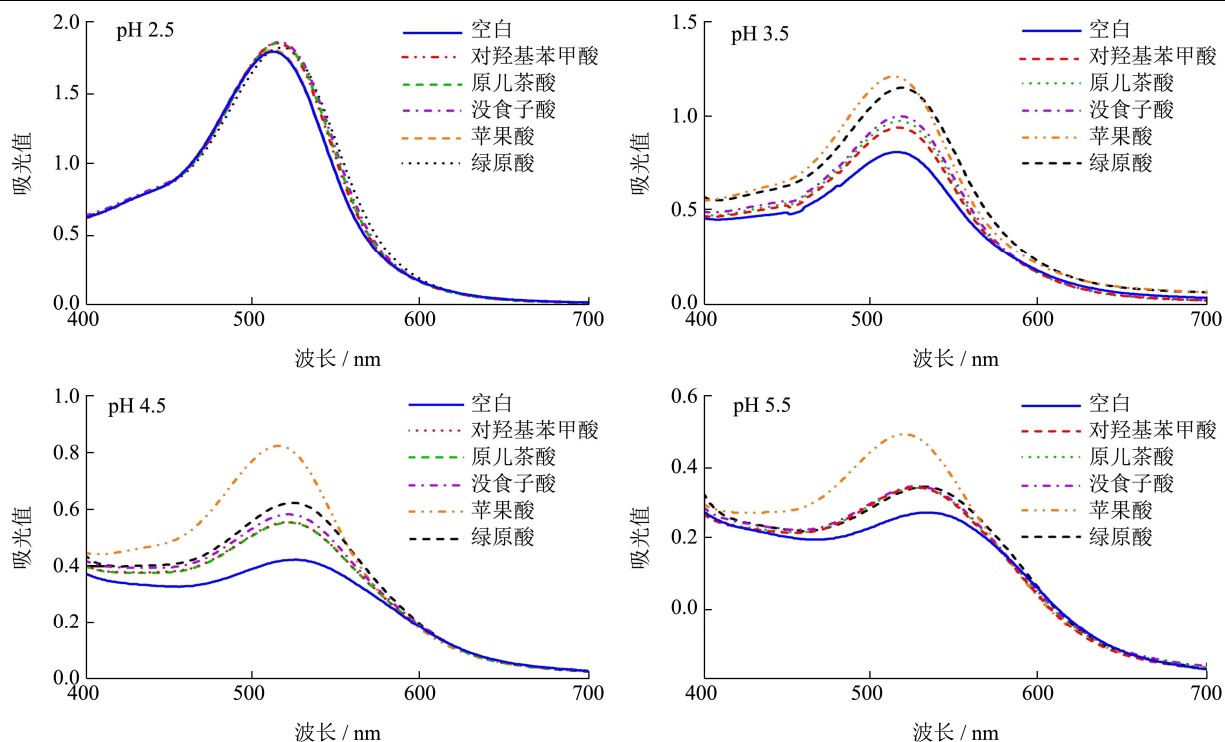 pH 2.5
空白
对羟基苯甲酸
原儿茶酸
没食子酸
苹果酸
绿原酸
2.0
1.5
1.0
0.5
0.0
吸光值
400
500
600
700
波长 / nm
pH 3.5
空白
对羟基苯甲酸
原儿茶酸
没食子酸
苹果酸
绿原酸
1.5
1.0
0.5
0.0
吸光值
400
500
600
700
波长 / nm
pH 4.5
空白
对羟基苯甲酸
原儿茶酸
没食子酸
苹果酸
绿原酸
1.0
0.8
0.6
0.4
0.2
0.0
吸光值
400
500
600
700
波长 / nm
pH 5.5
空白
对羟基苯甲酸
原儿茶酸
没食子酸
苹果酸
绿原酸
0.6
0.4
0.2
0.0
吸光值
400
500
600
700
波长 / nm